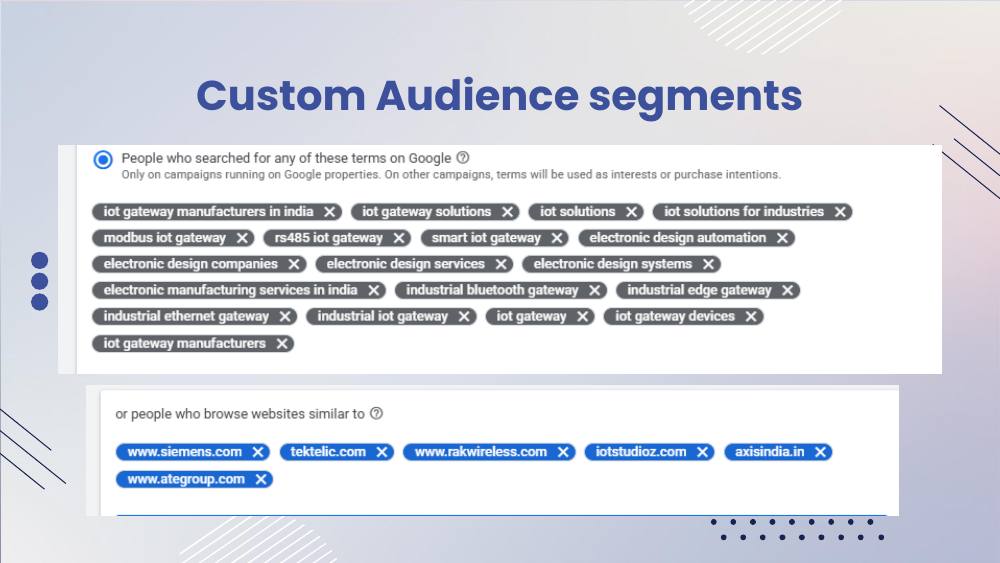 Custom Audience segments
People who searched for any of these terms on Google
Only on campaigns running on Google properties. On other campaigns, terms will be used as interests or purchase intentions.
iot gateway manufacturers in india iot gateway solutions iot solutions iot solutions for industries
modbus iot gateway rs485 iot gateway smart iot gateway electronic design automation
electronic design companies electronic design services electronic design systems
electronic manufacturing services in india industrial bluetooth gateway industrial edge gateway
industrial ethernet gateway industrial iot gateway iot gateway iot gateway devices
iot gateway manufacturers
or people who browse websites similar to
www.siemens.com tektelic.com www.rakwireless.com iotstudioz.com axisindia.in
www.ategroup.com